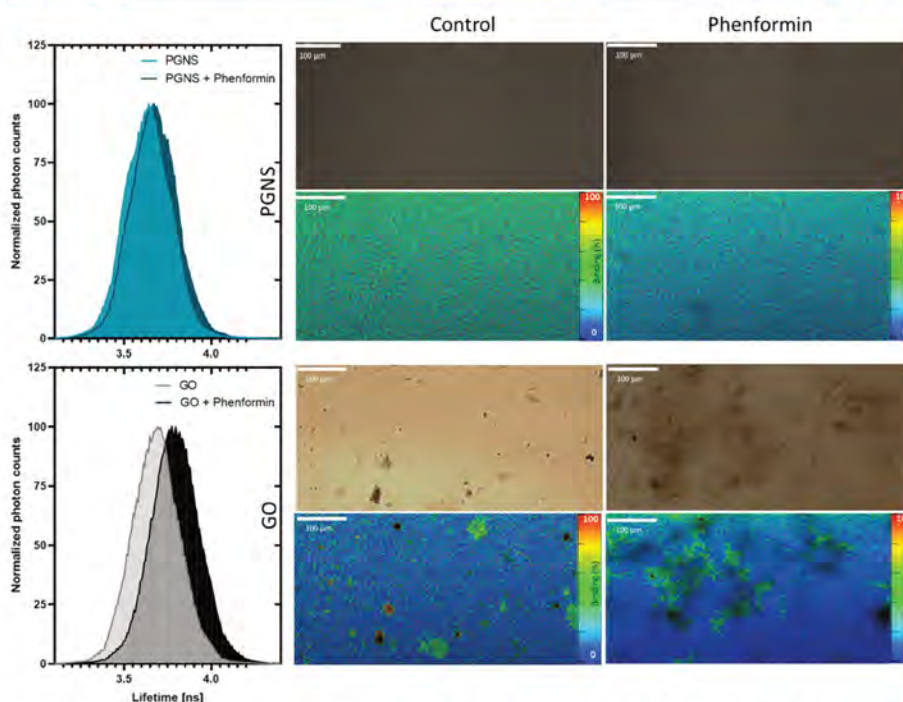 Control
Phenformin
125
100
75
50
25
0
Normalized photon counts
PGNS
PGNS + Phenformin
3.5
4.0
PGNS
100 µm
100 µm
100 µm
100
Binding (%)
0
100 µm
125
100
75
50
25
0
Normalized photon counts
GO
GO + Phenformin
3.5
4.0
Lifetime [ns]
GO
100 µm
100 µm
100 µm
100
Binding (%)
0
100 µm